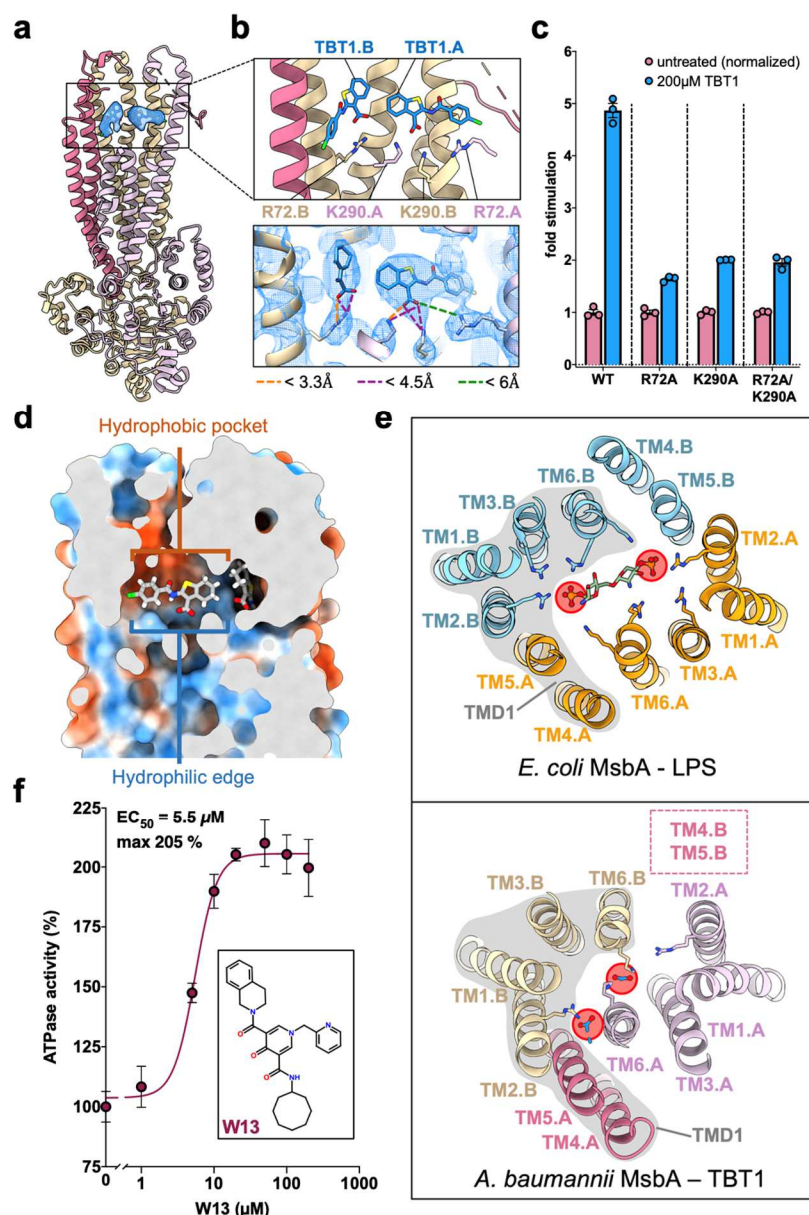 a
b
TBT1.B TBT1.A
R72.B K290.A K290.B R72.A
< 3.3Å < 4.5Å < 6Å
c
untreated (normalized)
200μM TBT1
fold stimulation
6
5
4
3
2
1
0
WT R72A K290A R72A/
K290A
d
Hydrophobic pocket
Hydrophilic edge
e
TM4.B
TM6.B
TM5.B
TM3.B
TM1.B
TM2.A
TM2.B
TM1.A
TM5.A
TM3.A
TMD1
TM6.A
TM4.A
E. coli MsbA - LPS
TM4.B
TM5.B
TM3.B TM6.B
TM2.A
TM1.B
TM1.A
TM2.B
TM6.A
TM3.A
TM5.A
TM4.A
TMD1
A. baumannii MsbA – TBT1
f
EC50 = 5.5 μM
max 205 %
ATPase activity (%)
225
200
175
150
125
100
75
N
O
N
N
O
O
NH
W13
0 1 10 100 1000
W13 (μM)